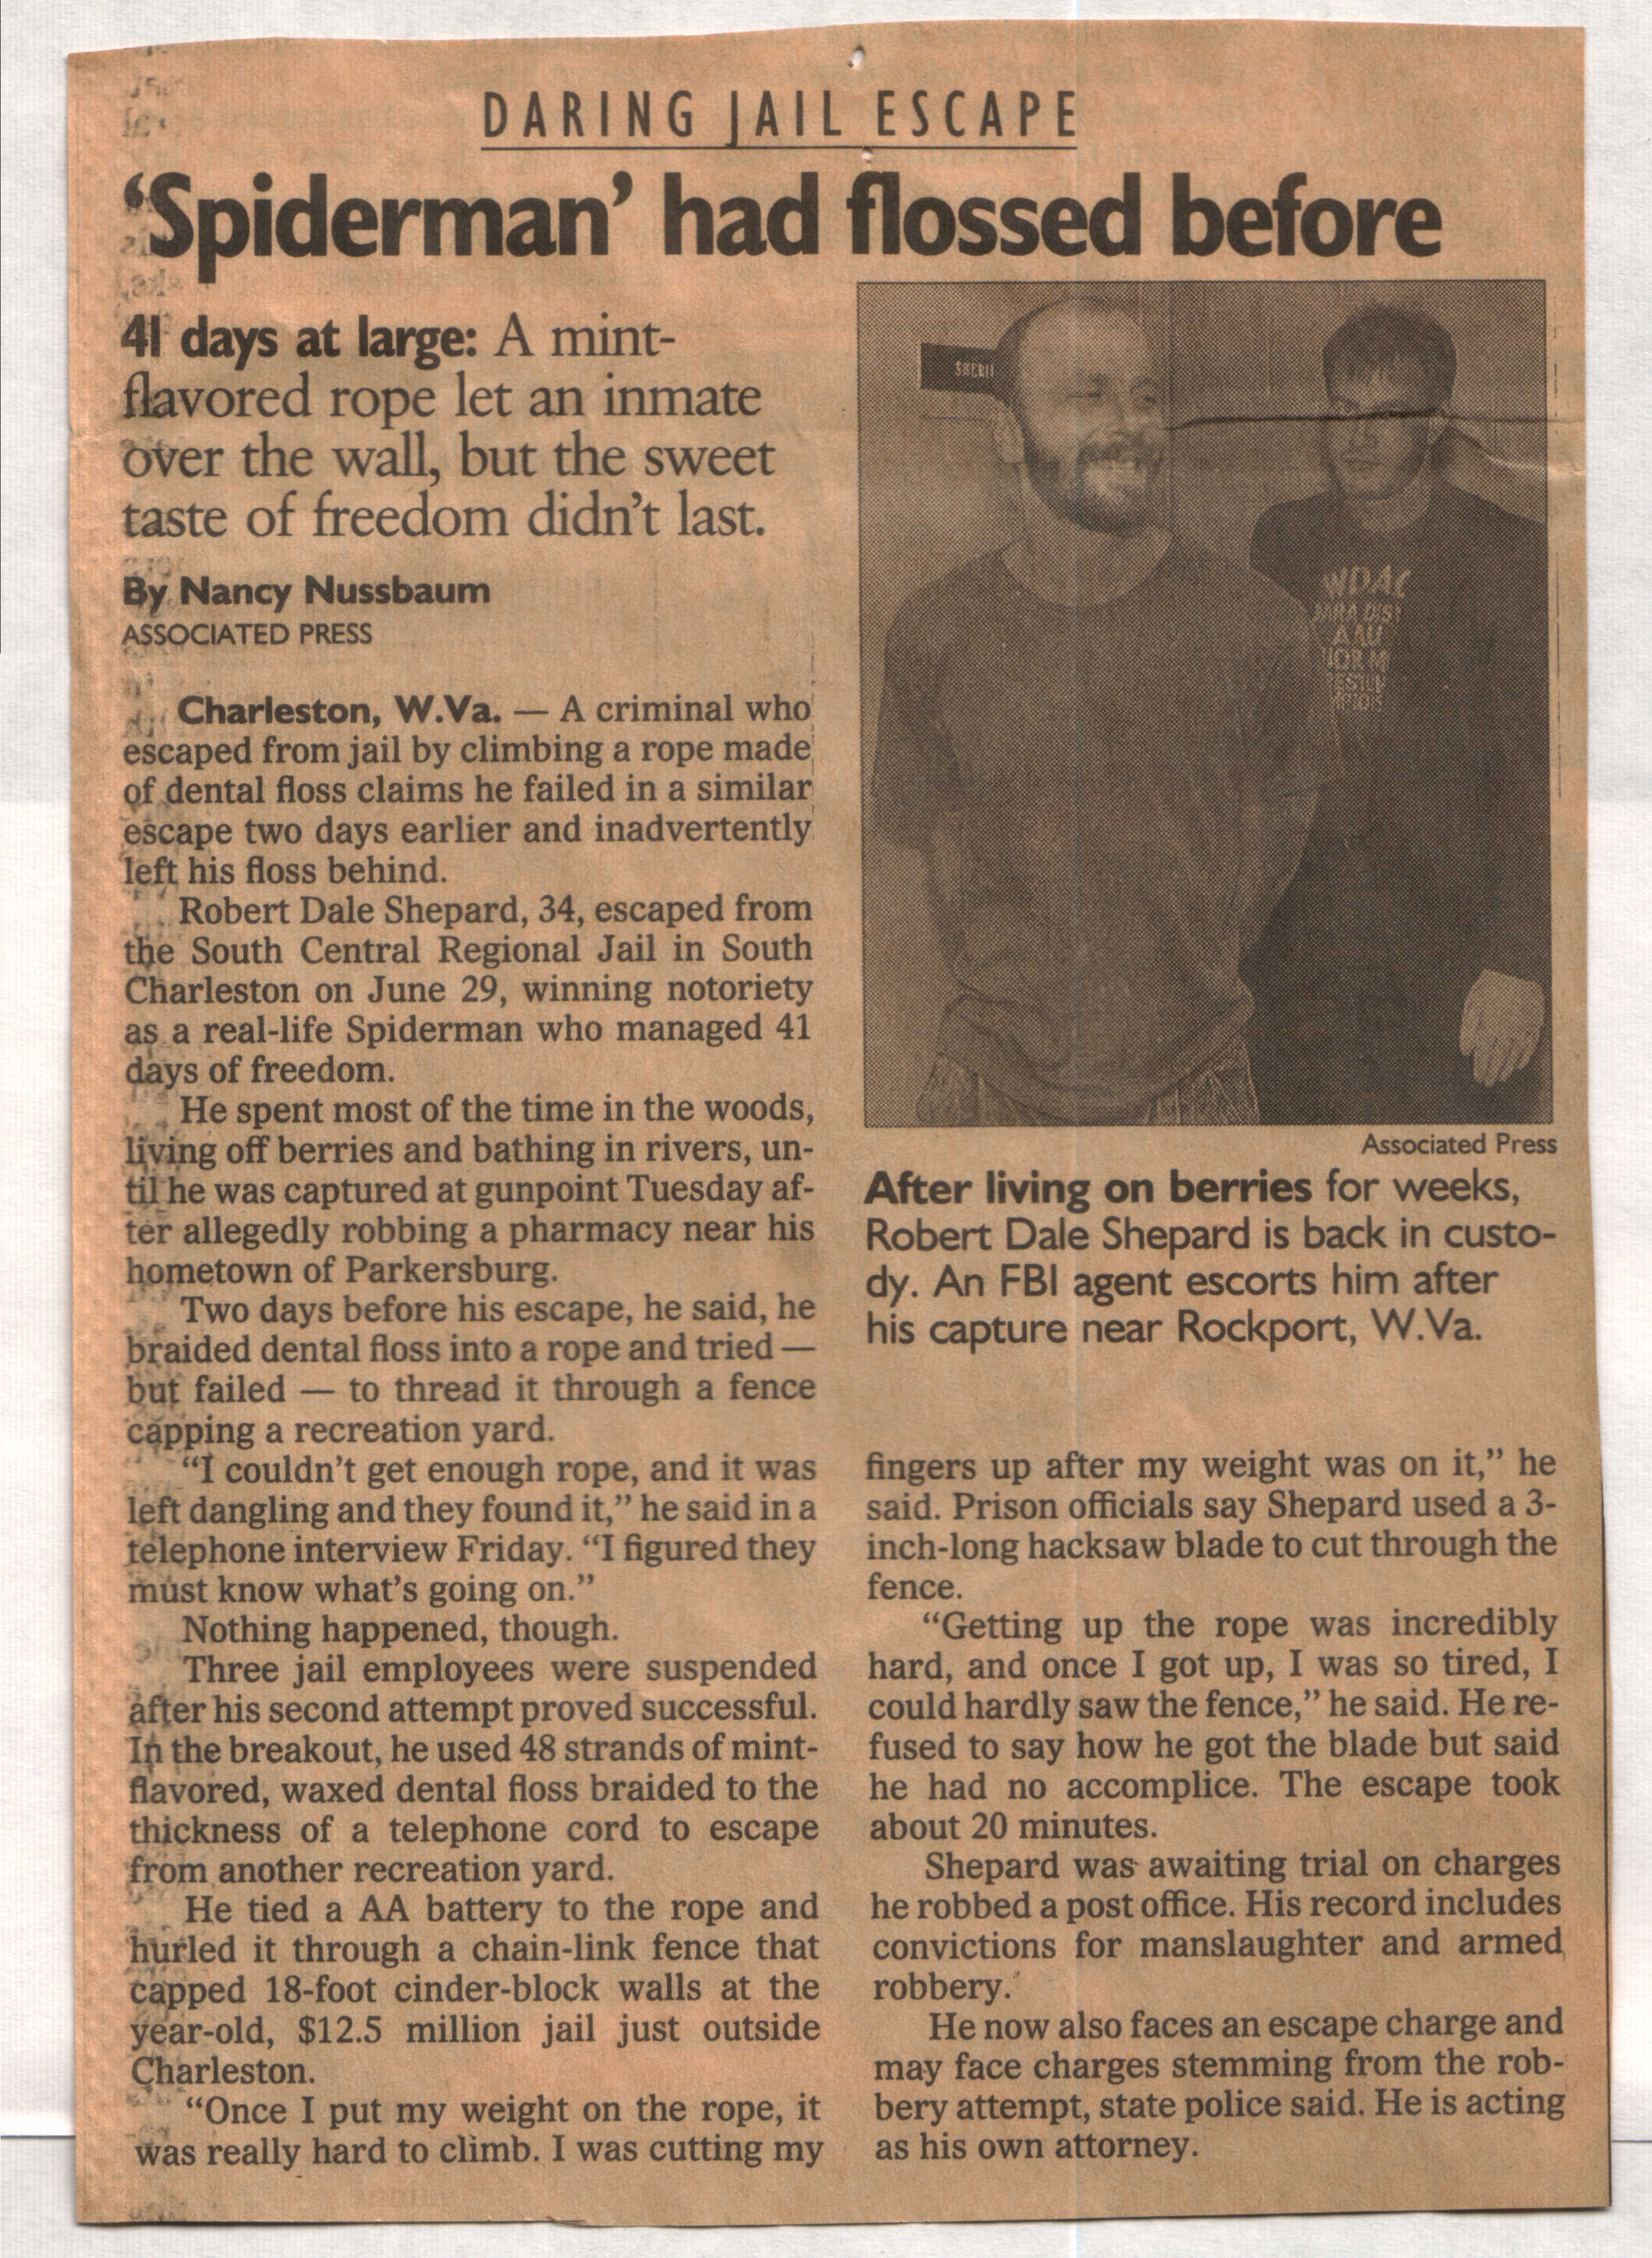 DARING JAIL ESCAPE
‘Spiderman’ had flossed before
41 days at large: A mint-
flavored rope let an inmate
over the wall, but the sweet
taste of freedom didn’t last.
By Nancy Nussbaum
ASSOCIATED PRESS
Charleston, W.Va. — A criminal who
escaped from jail by climbing a rope made
of dental floss claims he failed in a similar
escape two days earlier and inadvertently
left his floss behind.
Robert Dale Shepard, 34, escaped from
the South Central Regional Jail in South
Charleston on June 29, winning notoriety
as a real-life Spiderman who managed 41
days of freedom.
He spent most of the time in the woods,
living off berries and bathing in rivers, un-
til he was captured at gunpoint Tuesday af-
ter allegedly robbing a pharmacy near his
hometown of Parkersburg.
Two days before his escape, he said, he
braided dental floss into a rope and tried —
but failed — to thread it through a fence
capping a recreation yard.
“I couldn’t get enough rope, and it was
left dangling and they found it,” he said in a
telephone interview Friday. “I figured they
must know what’s going on.”
Nothing happened, though.
Three jail employees were suspended
after his second attempt proved successful.
In the breakout, he used 48 strands of mint-
flavored, waxed dental floss braided to the
thickness of a telephone cord to escape
from another recreation yard.
He tied a AA battery to the rope and
hurled it through a chain-link fence that
capped 18-foot cinder-block walls at the
year-old, $12.5 million jail just outside
Charleston.
“Once I put my weight on the rope, it
was really hard to climb. I was cutting my
SHERI
WDAC
Associated Press
After living on berries for weeks,
Robert Dale Shepard is back in custo-
dy. An FBI agent escorts him after
his capture near Rockport, W.Va.
fingers up after my weight was on it,” he
said. Prison officials say Shepard used a 3-
inch-long hacksaw blade to cut through the
fence.
“Getting up the rope was incredibly
hard, and once I got up, I was so tired, I
could hardly saw the fence,” he said. He re-
fused to say how he got the blade but said
he had no accomplice. The escape took
about 20 minutes.
Shepard was awaiting trial on charges
he robbed a post office. His record includes
convictions for manslaughter and armed
robbery.
He now also faces an escape charge and
may face charges stemming from the rob-
bery attempt, state police said. He is acting
as his own attorney.